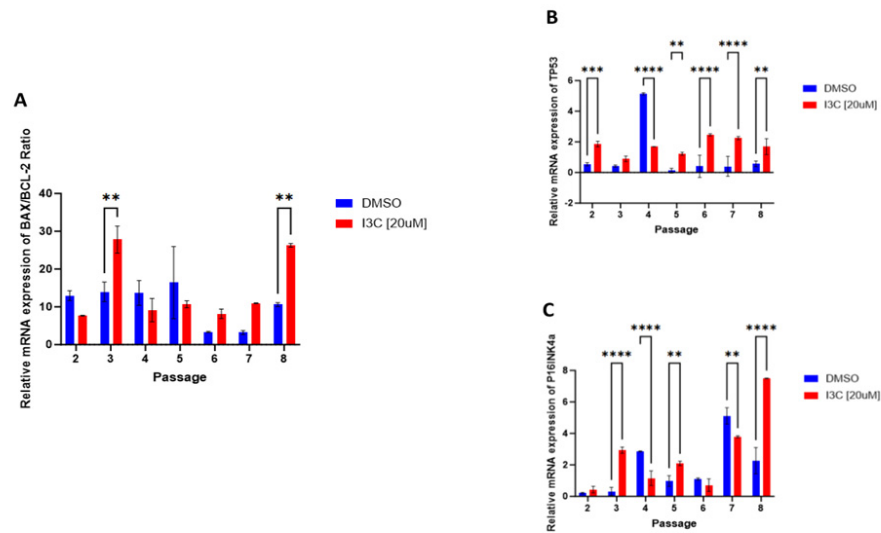 A
Relative mRNA expression of BAX/BCL-2 Ratio
40
30
20
10
0
** **
2 3 4 5 6 7 8
Passage
DMSO
I3C [20uM]
B
Relative mRNA expression of TP53
6
4
2
0
-2
*** **** ** **** **** **
2 3 4 5 6 7 8
Passage
DMSO
I3C [20uM]
C
Relative mRNA expression of P16INK4a
8
6
4
2
0
**** **** ** ** ****
2 3 4 5 6 7 8
Passage
DMSO
I3C [20uM]